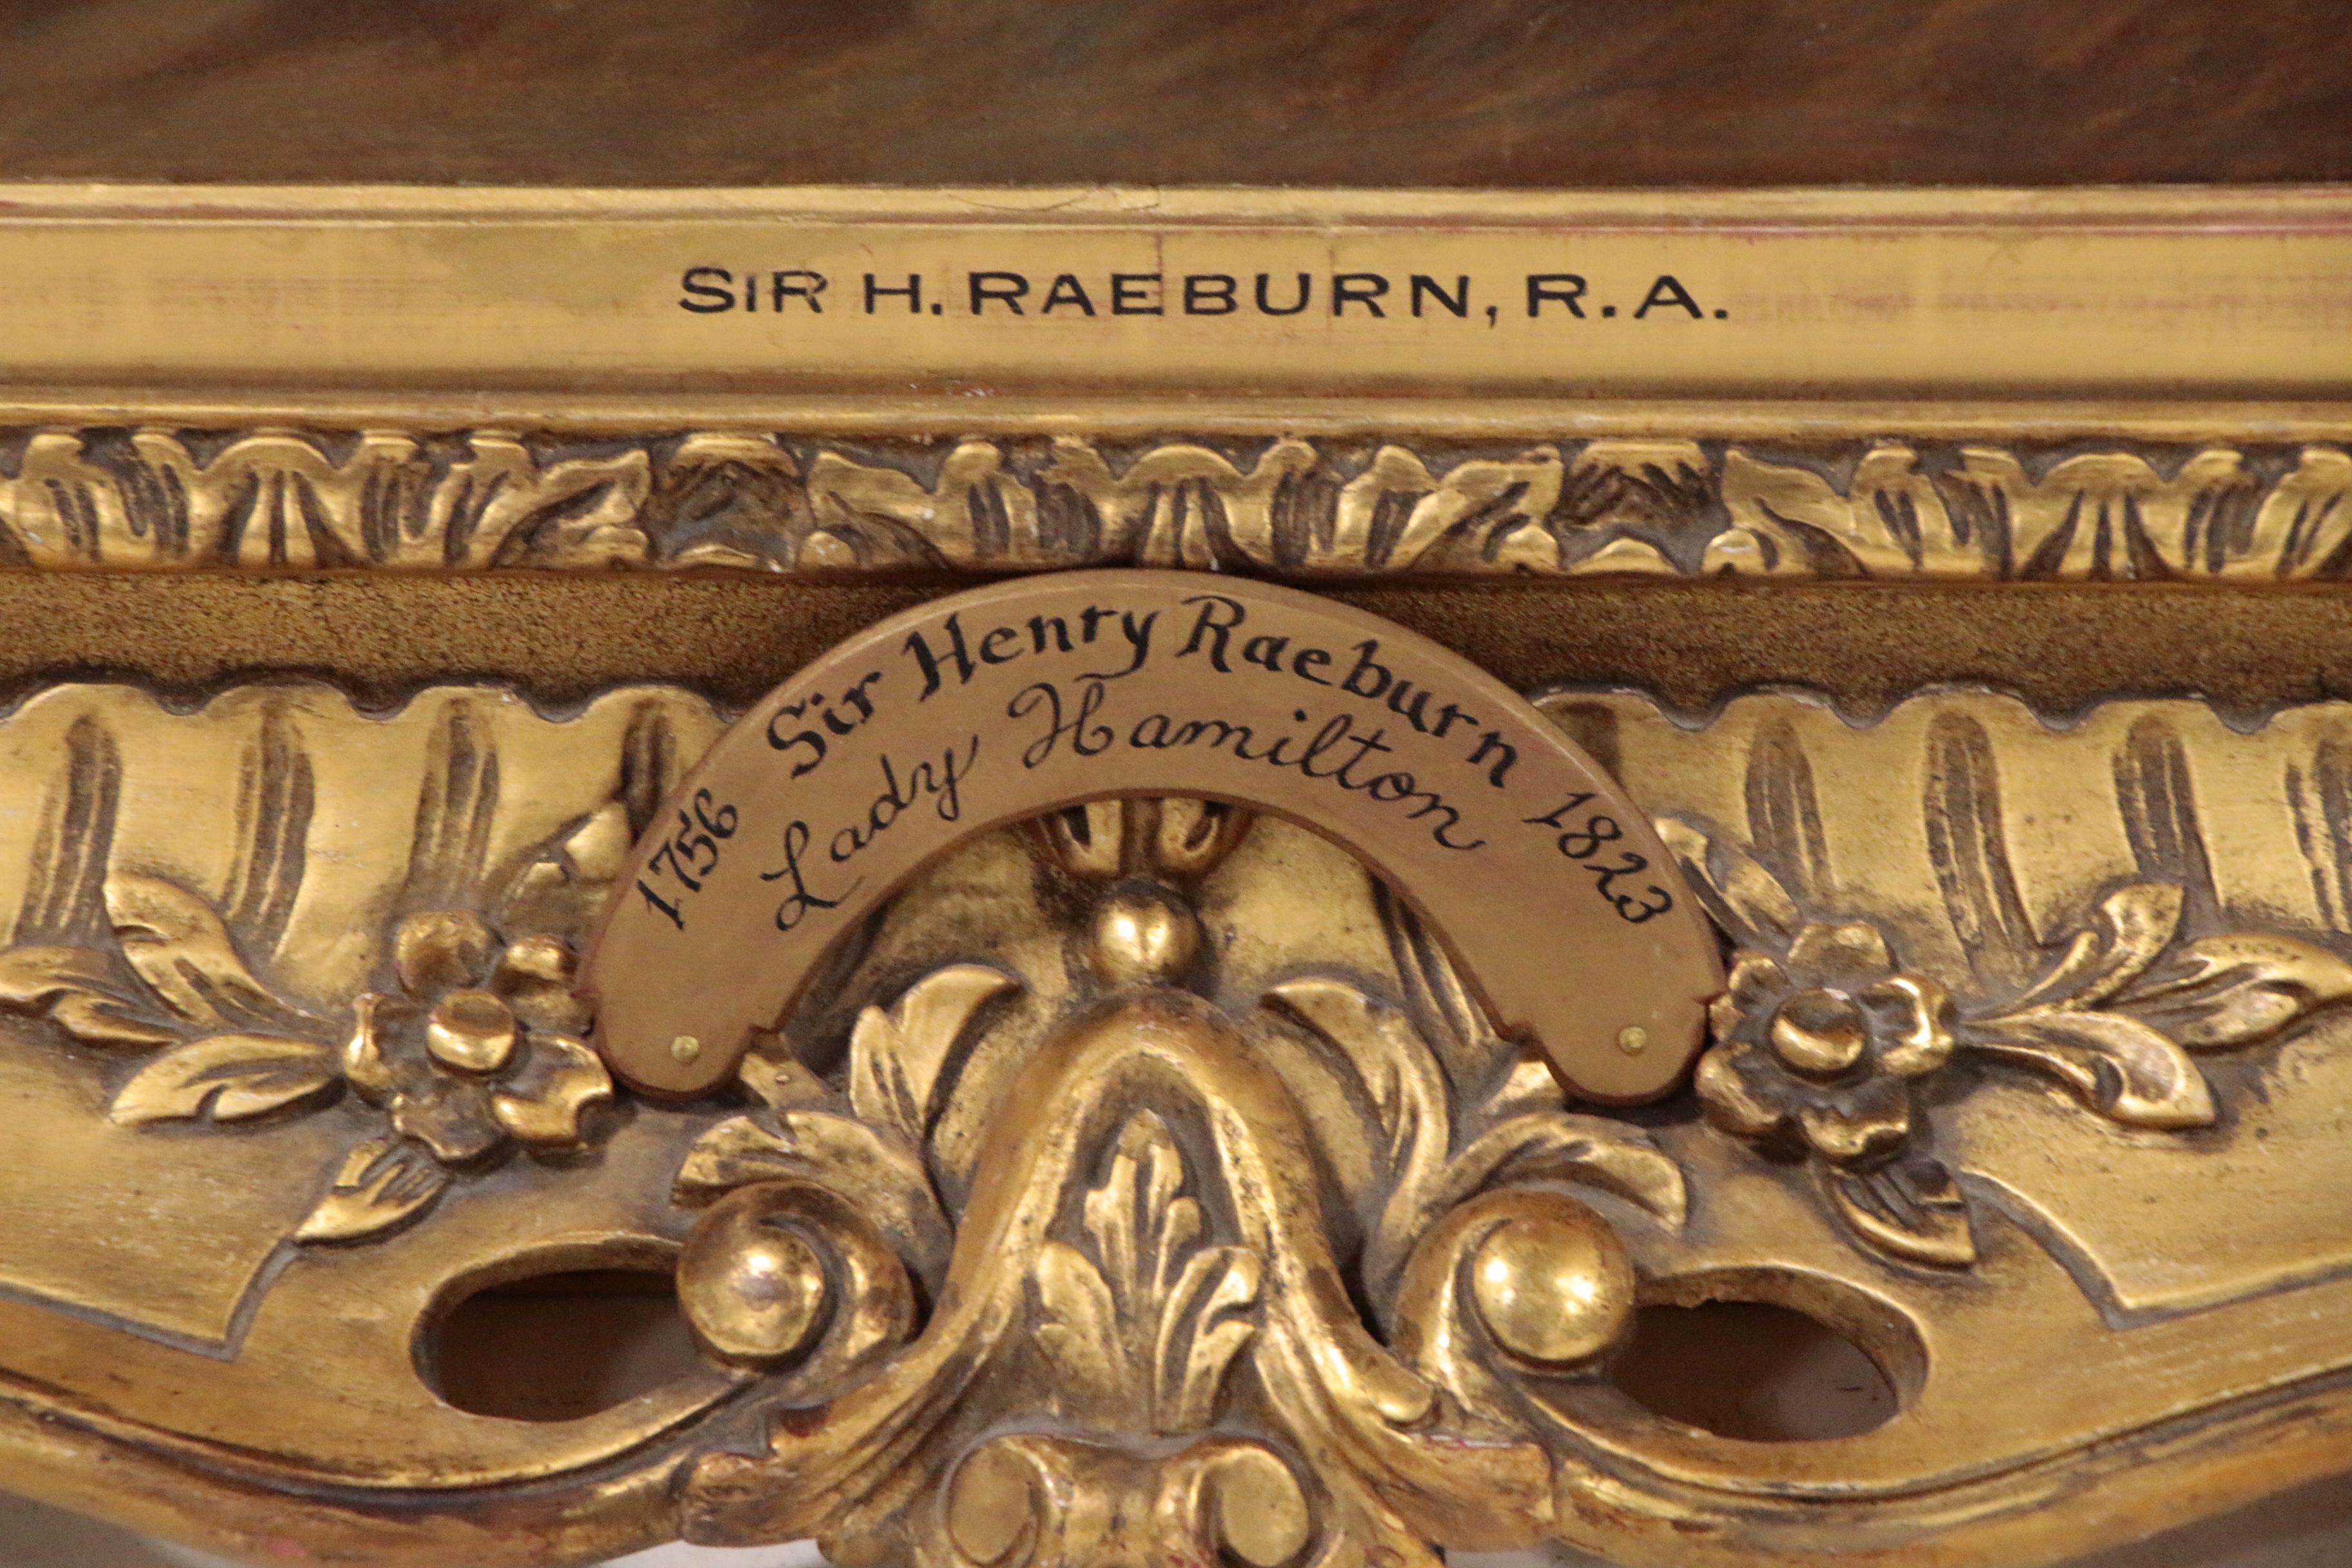 SIR H. RAEBURN, R.A.
1756 Sir Henry Raeburn 1823
Lady Hamilton